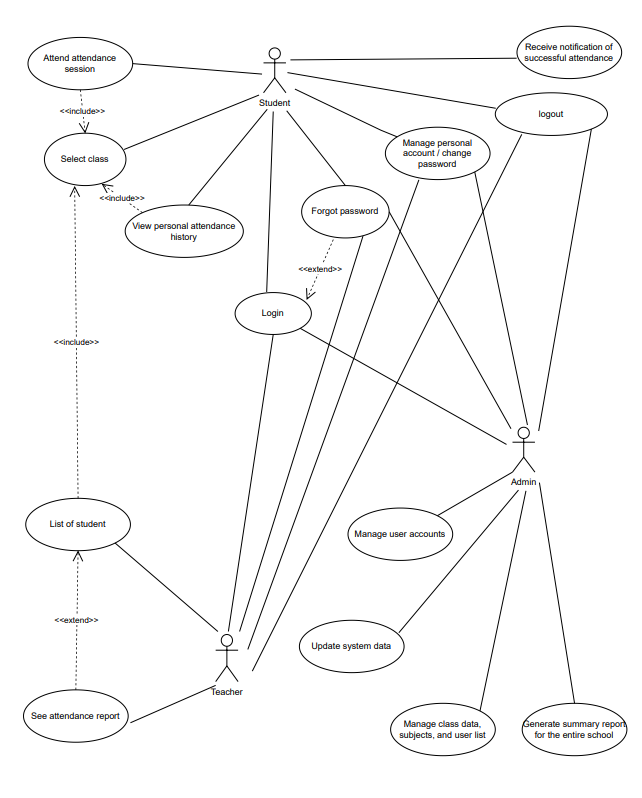 Attend attendance
session
Receive notification of
successful attendance
Student
<<include>>
logout
Select class
Manage personal
account / change
password
<<include>>
View personal attendance
history
Forgot password
<<extend>>
Login
<<include>>
Admin
List of student
Manage user accounts
<<extend>>
Update system data
Teacher
See attendance report
Manage class data,
subjects, and user list
Generate summary report
for the entire school